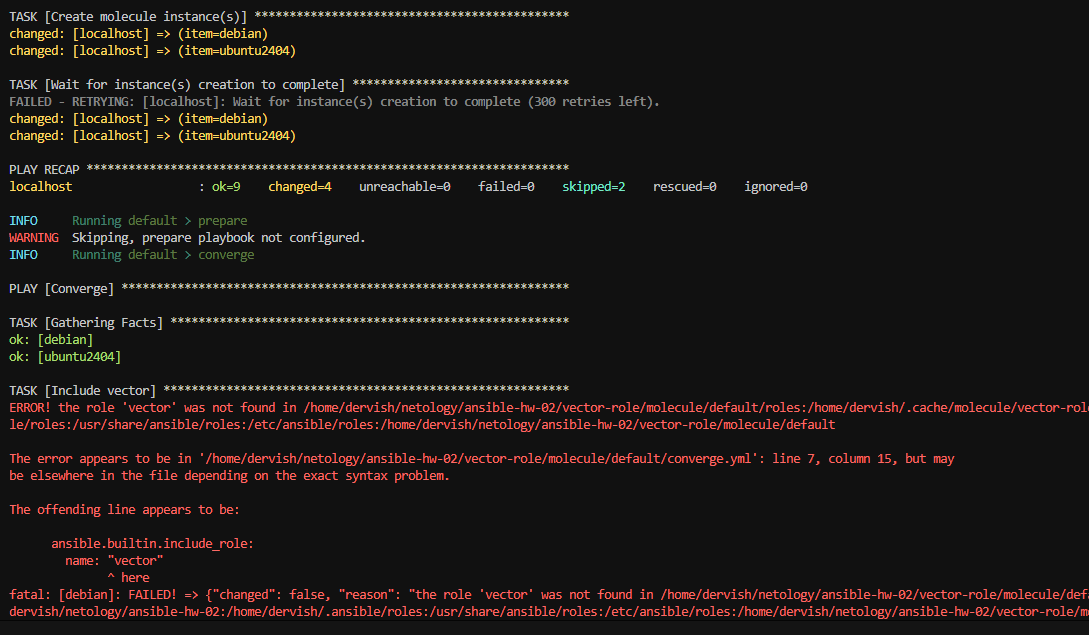 TASK [Create molecule instance(s)] *********************************************
changed: [localhost] => (item=debian)
changed: [localhost] => (item=ubuntu2404)
TASK [Wait for instance(s) creation to complete] *******************************
FAILED - RETRYING: [localhost]: Wait for instance(s) creation to complete (300 retries left).
changed: [localhost] => (item=debian)
changed: [localhost] => (item=ubuntu2404)
PLAY RECAP *********************************************************************
localhost : ok=9 changed=4 unreachable=0 failed=0 skipped=2 rescued=0 ignored=0
INFO Running default > prepare
WARNING Skipping, prepare playbook not configured.
INFO Running default > converge
PLAY [Converge] ****************************************************************
TASK [Gathering Facts] *********************************************************
ok: [debian]
ok: [ubuntu2404]
TASK [Include vector] **********************************************************
ERROR! the role 'vector' was not found in /home/dervish/netology/ansible-hw-02/vector-role/molecule/default/roles:/home/dervish/.cache/molecule/vector-role
le/roles:/usr/share/ansible/roles:/etc/ansible/roles:/home/dervish/netology/ansible-hw-02/vector-role/molecule/default
The error appears to be in '/home/dervish/netology/ansible-hw-02/vector-role/molecule/default/converge.yml': line 7, column 15, but may
be elsewhere in the file depending on the exact syntax problem.
The offending line appears to be:
ansible.builtin.include_role:
name: "vector"
^ here
fatal: [debian]: FAILED! => {"changed": false, "reason": "the role 'vector' was not found in /home/dervish/netology/ansible-hw-02/vector-role/molecule/defa
dervish/netology/ansible-hw-02:/home/dervish/.ansible/roles:/usr/share/ansible/roles:/etc/ansible/roles:/home/dervish/netology/ansible-hw-02/vector-role/mo